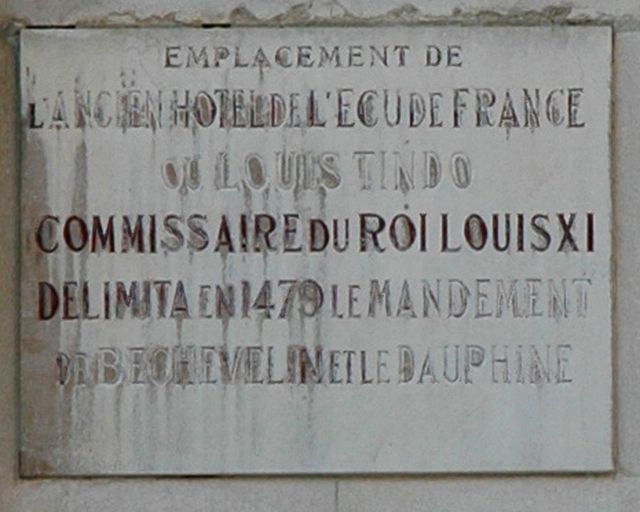 EMPLACEMENT DE
L'ANCIEN HOTEL DE L'ECU DE FRANCE
OU LOUIS TINDO
COMMISSAIRE DU ROI LOUIS XI
DELIMITA EN 1479 LE MANDEMENT
DE BECHEVELIN ET LE DAUPHINE